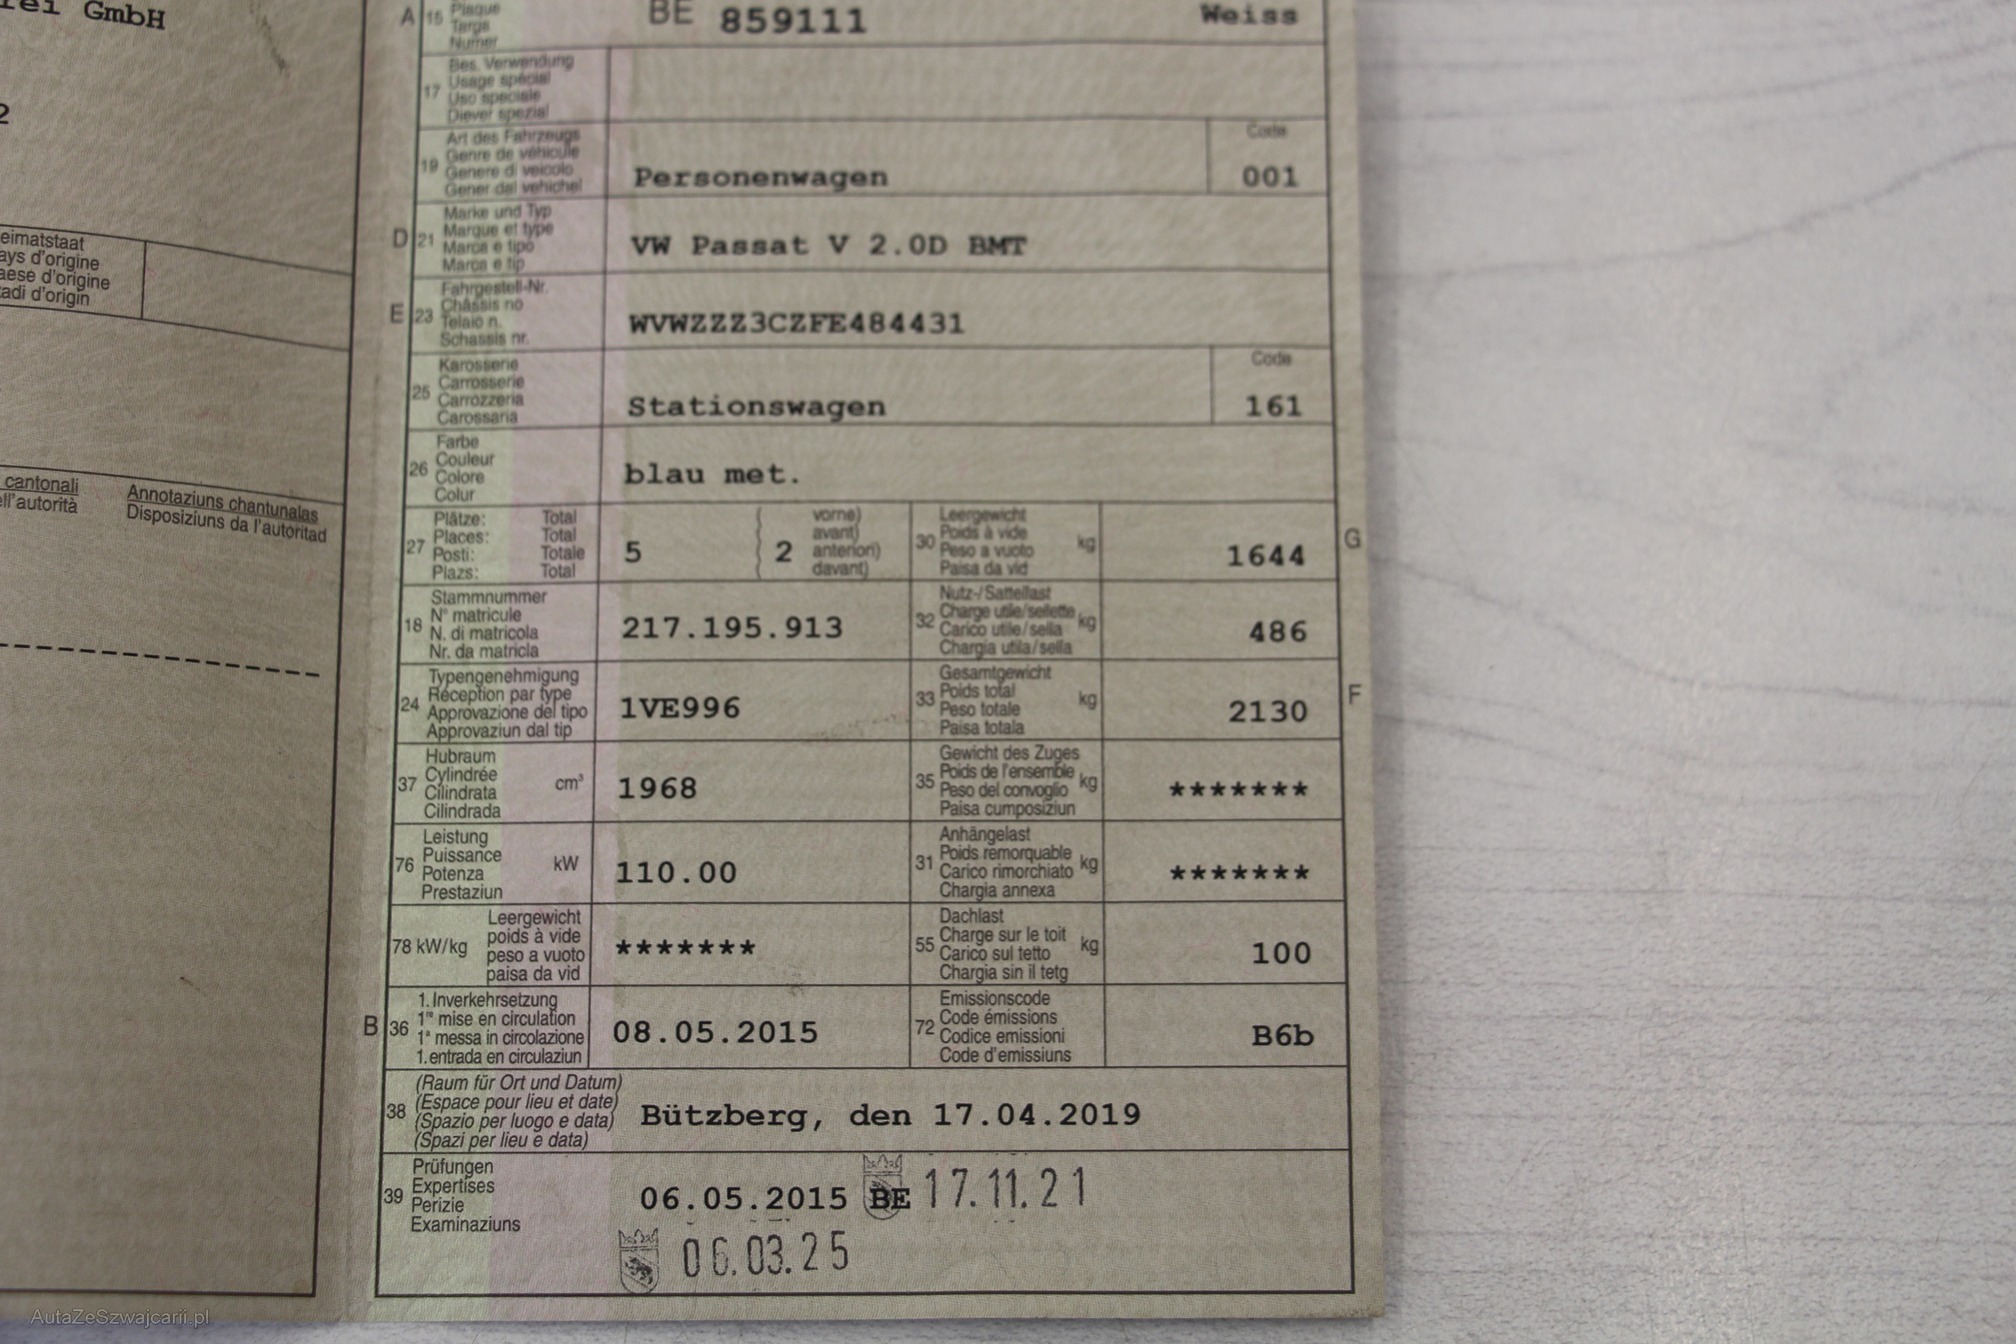 rei GmbH
2
eimatstaat
ays d'origine
aese d'origine
adi d'origin
cantonali
ell'autorità
Annotaziuns chantunalas
Disposiziuns da l'autoritad
A 15 Plaque
Targa
Numer
BE 859111 Weiss
17 Bes. Verwendung
Usage spécial
Uso speciale
Diever spezial
19 Art des Fahrzeugs
Genre de véhicule
Genere di veicolo
Gener dal vehichel
Personenwagen
Code
001
D 21 Marke und Typ
Marque et type
Marca e tipo
Marca e tip
VW Passat V 2.0D BMT
E 23 Fahrgestell-Nr.
Châssis no
Telaio n.
Schassis nr.
WVWZZZ3CZFE484431
25 Karosserie
Carrosserie
Carrozzeria
Carossaria
Stationswagen
Code
161
26 Farbe
Couleur
Colore
Colur
blau met.
27 Plätze: Total
Places: Total
Posti: Totale
Plazs: Total
5 ( 2 vorne)
avant)
anteriori)
davant)
30 Leergewicht
Poids à vide
Peso a vuoto
Paisa da vid
kg
1644
G
18 Stammnummer
N° matricule
N. di matricola
Nr. da matricla
217.195.913
32 Nutz-/Sattellast
Charge utile/sellette
Carico utile/sella
Chargia utila/sella
kg
486
24 Typengenehmigung
Réception par type
Approvazione del tipo
Approvaziun dal tip
1VE996
33 Gesamtgewicht
Poids total
Peso totale
Paisa totala
kg
2130
F
37 Hubraum
Cylindrée
Cilindrata
Cilindrada
cm³
1968
35 Gewicht des Zuges
Poids de l'ensemble
Peso del convoglio
Paisa cumposiziun
kg
*******
76 Leistung
Puissance
Potenza
Prestaziun
kW
110.00
31 Anhängelast
Poids remorquable
Carico rimorchiato
Chargia annexa
kg
*******
78 kW/kg
Leergewicht
poids à vide
peso a vuoto
paisa da vid
*******
55 Dachlast
Charge sur le toit
Carico sul tetto
Chargia sin il tetg
kg
100
B 36 1. Inverkehrsetzung
1re mise en circulation
1a messa in circolazione
1. entrada en circulaziun
08.05.2015
72 Emissionscode
Code émissions
Codice emissioni
Code d'emissiuns
B6b
38 (Raum für Ort und Datum)
(Espace pour lieu et date)
(Spazio per luogo e data)
(Spazi per lieu e data)
Bützberg, den 17.04.2019
39 Prüfungen
Expertises
Perizie
Examinaziuns
06.05.2015 BE 17.11.21
06.03.25
AutaZeSzwajcarii.pl